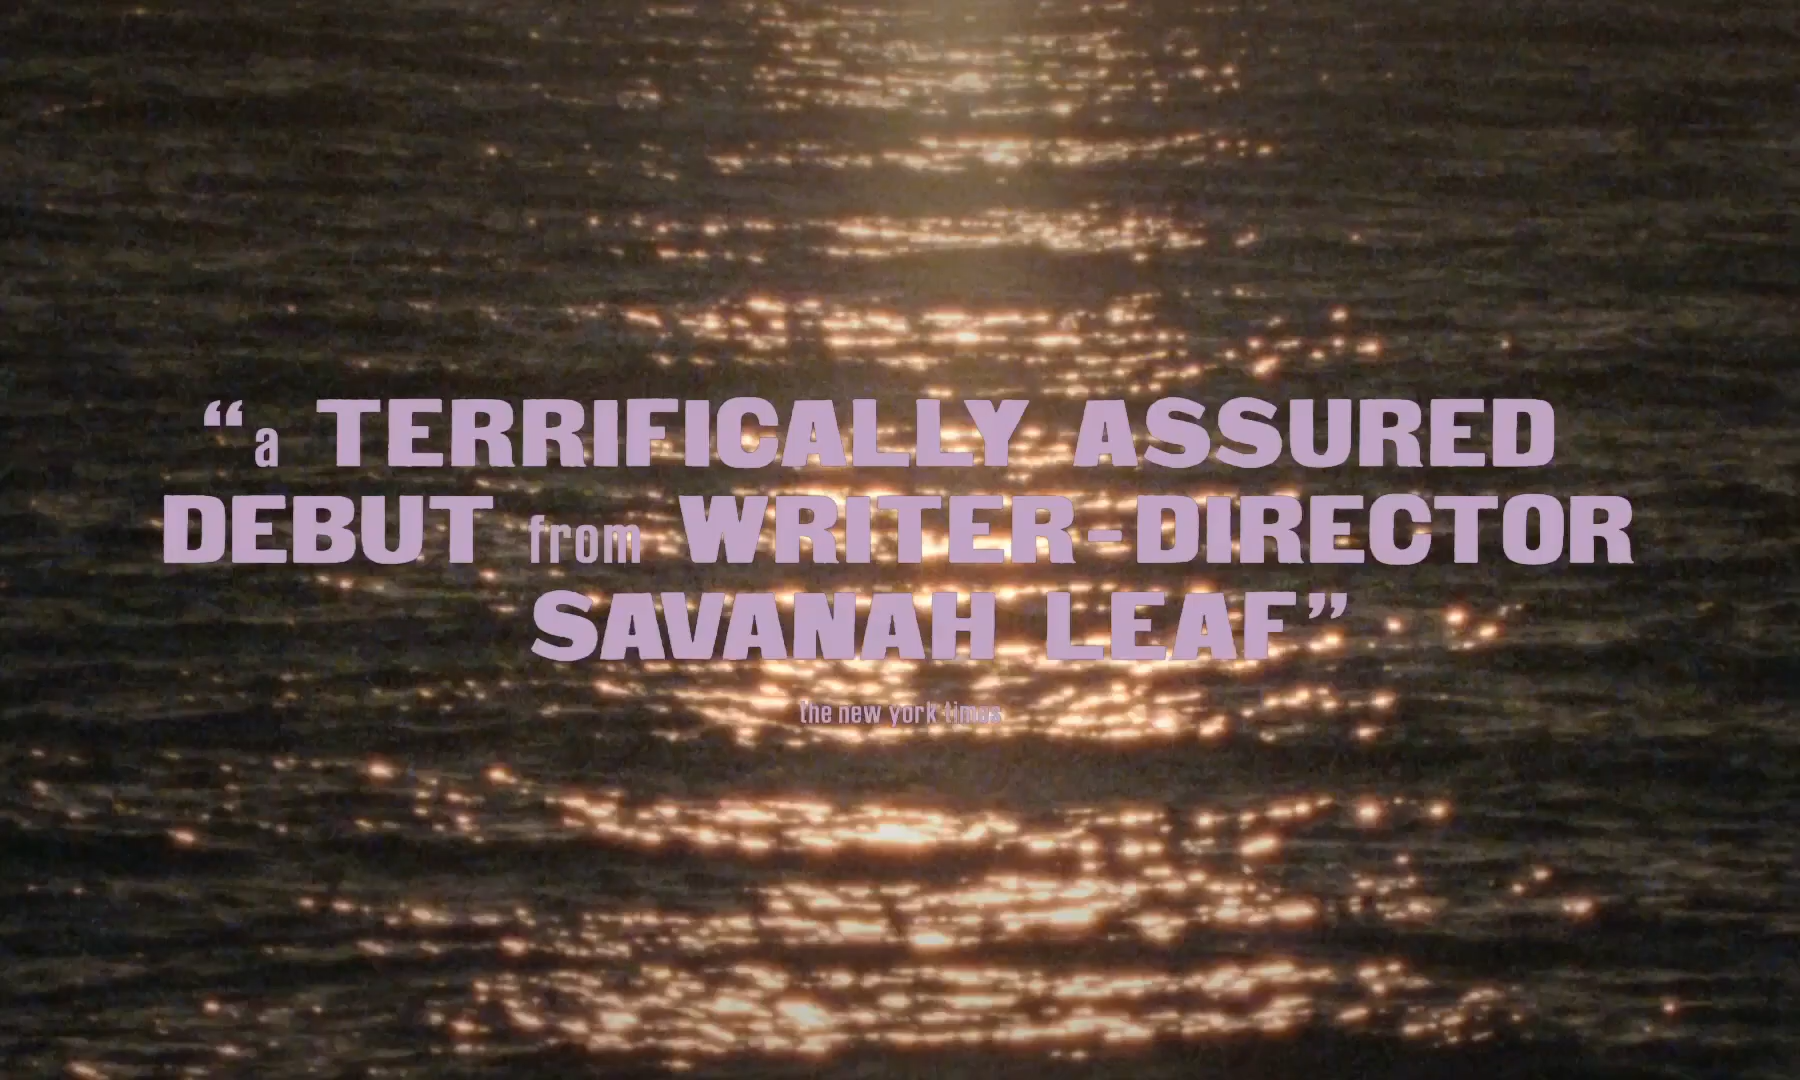 “a TERRIFICALLY ASSURED
DEBUT from WRITER-DIRECTOR
SAVANAH LEAF”
the new york times